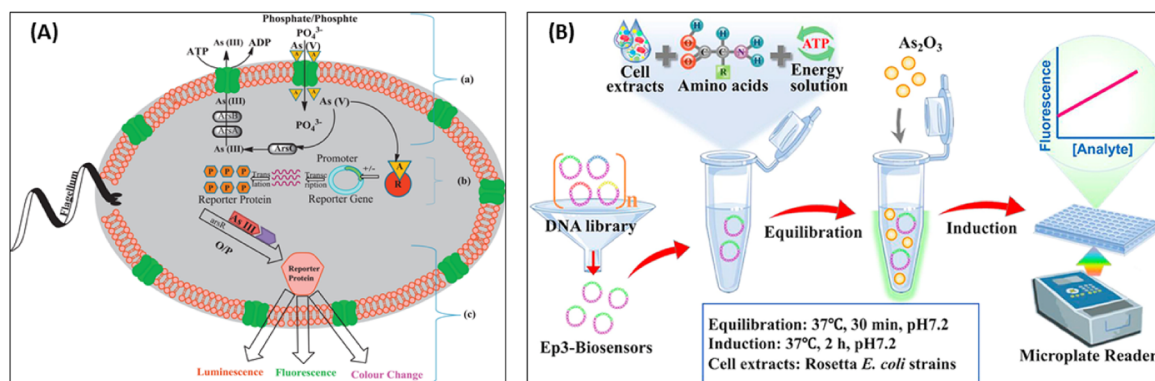 (A)
Phosphate/Phosphte
PO₄³⁻
As (III)
ATP
ADP
As (V)
A
A
A
A
(a)
As (III)
ArsB
ArsA
As (III)
As (V)
PO₄³⁻
ArsC
Promoter
+/-
A
R
P P P
P P P
Trans
lation
Transc
ription
Reporter Protein
Reporter Gene
(b)
Flagellum
As III
arsR
O/P
Reporter
Protein
(c)
Luminescence
Fluorescence
Colour Change
(B)
Cell
extracts
H
O
O
C
C
N
H
H
H
R
Amino acids
ATP
Energy
solution
As₂O₃
Fluorescence
[Analyte]
n
DNA library
Equilibration
Induction
Ep3-Biosensors
Equilibration: 37℃, 30 min, pH7.2
Induction: 37℃, 2 h, pH7.2
Cell extracts: Rosetta E. coli strains
Microplate Reader